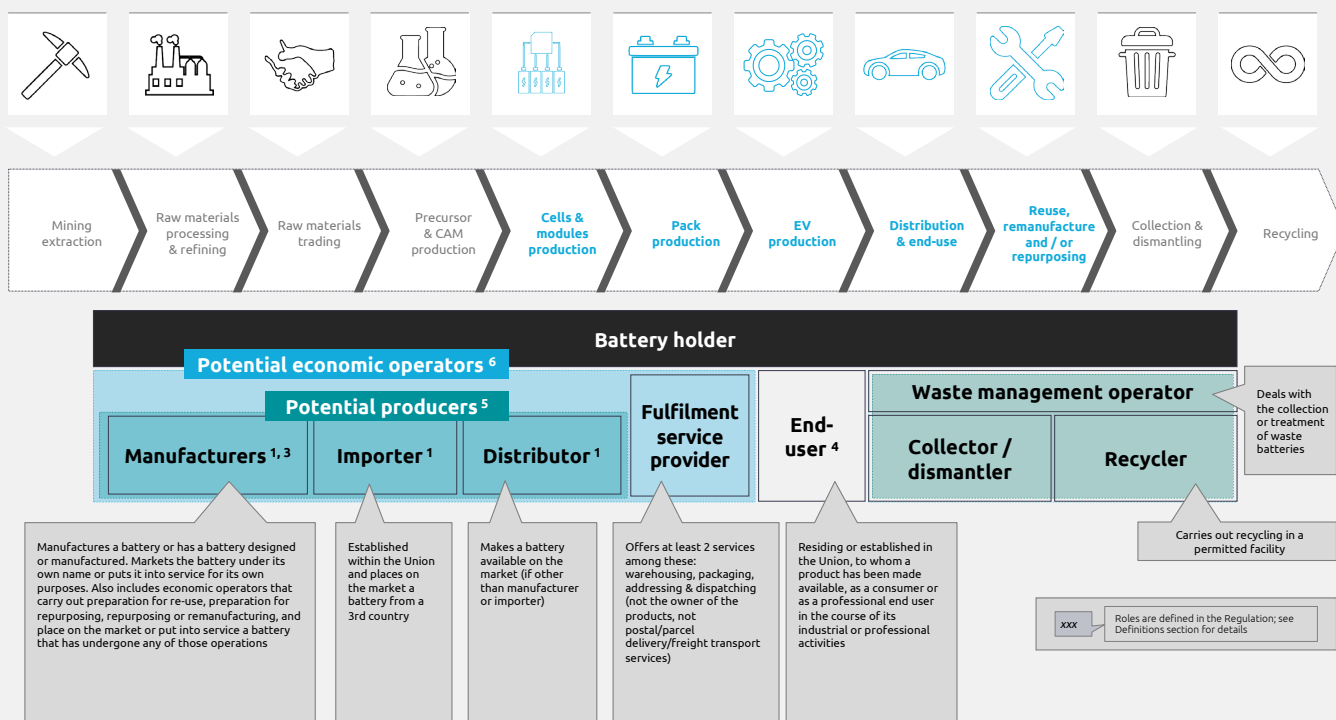 Mining
extraction
Raw materials
processing
& refining
Raw materials
trading
Precursor
& CAM
production
Cells &
modules
production
Pack
production
EV
production
Distribution
& end-use
Reuse,
remanufacture
and / or
repurposing
Collection &
dismantling
Recycling
Battery holder
Potential economic operators 6
Potential producers 5
Manufacturers 1, 3
Importer 1
Distributor 1
Fulfilment
service
provider
End-
user 4
Waste management operator
Collector /
dismantler
Recycler
Deals with
the collection
or treatment
of waste
batteries
Manufactures a battery or has a battery designed
or manufactured. Markets the battery under its
own name or puts it into service for its own
purposes. Also includes economic operators that
carry out preparation for re-use, preparation for
repurposing, repurposing or remanufacturing, and
place on the market or put into service a battery
that has undergone any of those operations
Established
within the Union
and places on
the market a
battery from a
3rd country
Makes a battery
available on the
market (if other
than manufacturer
or importer)
Offers at least 2 services
among these:
warehousing, packaging,
addressing & dispatching
(not the owner of the
products, not
postal/parcel
delivery/freight transport
services)
Residing or established in
the Union, to whom a
product has been made
available, as a consumer or
as a professional end user
in the course of its
industrial or professional
activities
Carries out recycling in a
permitted facility
xxx
Roles are defined in the Regulation; see
Definitions section for details